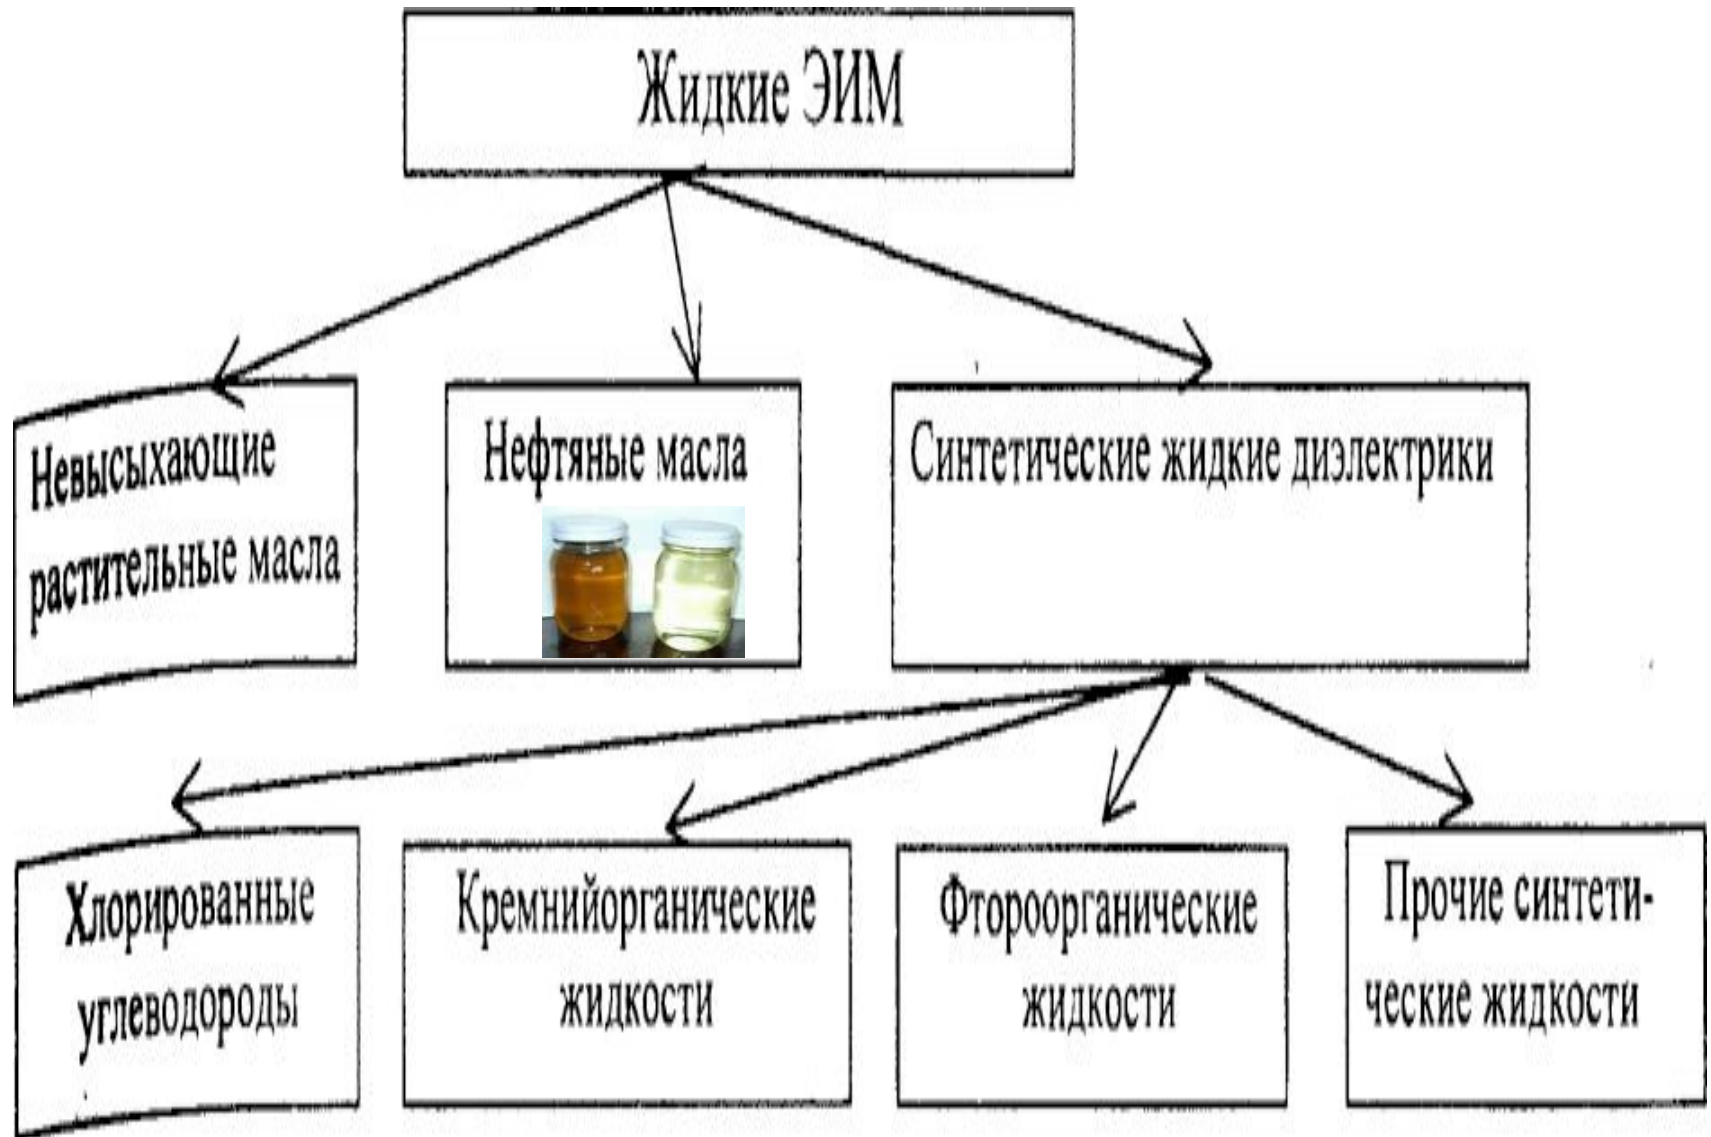 Жидкие ЭИМ
Невысыхающие
растительные масла
Нефтяные масла
Синтетические жидкие диэлектрики
Хлорированные
углеводороды
Кремнийорганические
жидкости
Фтороорганические
жидкости
Прочие синтети-
ческие жидкости